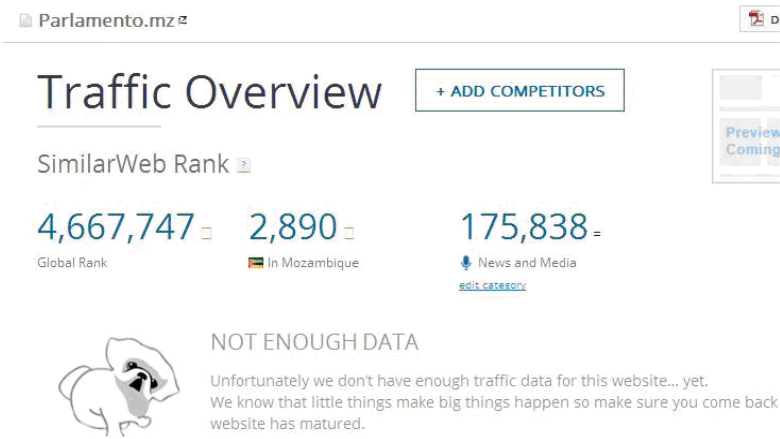 Parlamento.mz
Traffic Overview
+ ADD COMPETITORS
Preview
Coming
SimilarWeb Rank ?
4,667,747
2,890
175,838 =
Global Rank
In Mozambique
News and Media
edit category
NOT ENOUGH DATA
Unfortunately we don't have enough traffic data for this website... yet.
We know that little things make big things happen so make sure you come back
website has matured.